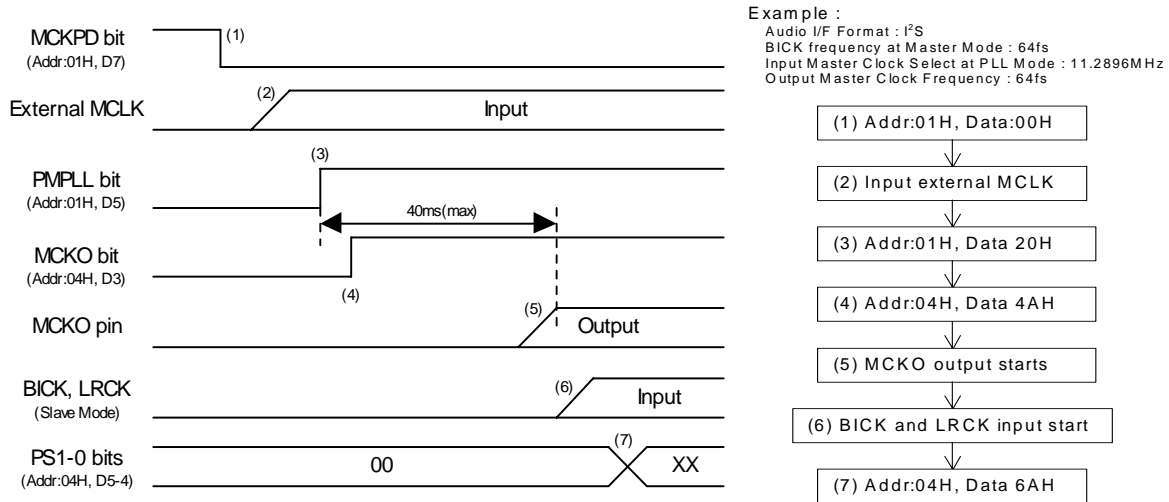 MCKPD bit
(Addr:01H, D7)
(1)
External MCLK
(2)
Input
PMPLL bit
(Addr:01H, D5)
(3)
40ms(max)
MCKO bit
(Addr:04H, D3)
(4)
MCKO pin
(5)
Output
BICK, LRCK
(Slave Mode)
(6)
Input
PS1-0 bits
(Addr:04H, D5-4)
00
(7)
XX
Example :
Audio I/F Format : I²S
BICK frequency at Master Mode : 64fs
Input Master Clock Select at PLL Mode : 11.2896MHz
Output Master Clock Frequency : 64fs
(1) Addr:01H, Data:00H
(2) Input external MCLK
(3) Addr:01H, Data 20H
(4) Addr:04H, Data 4AH
(5) MCKO output starts
(6) BICK and LRCK input start
(7) Addr:04H, Data 6AH